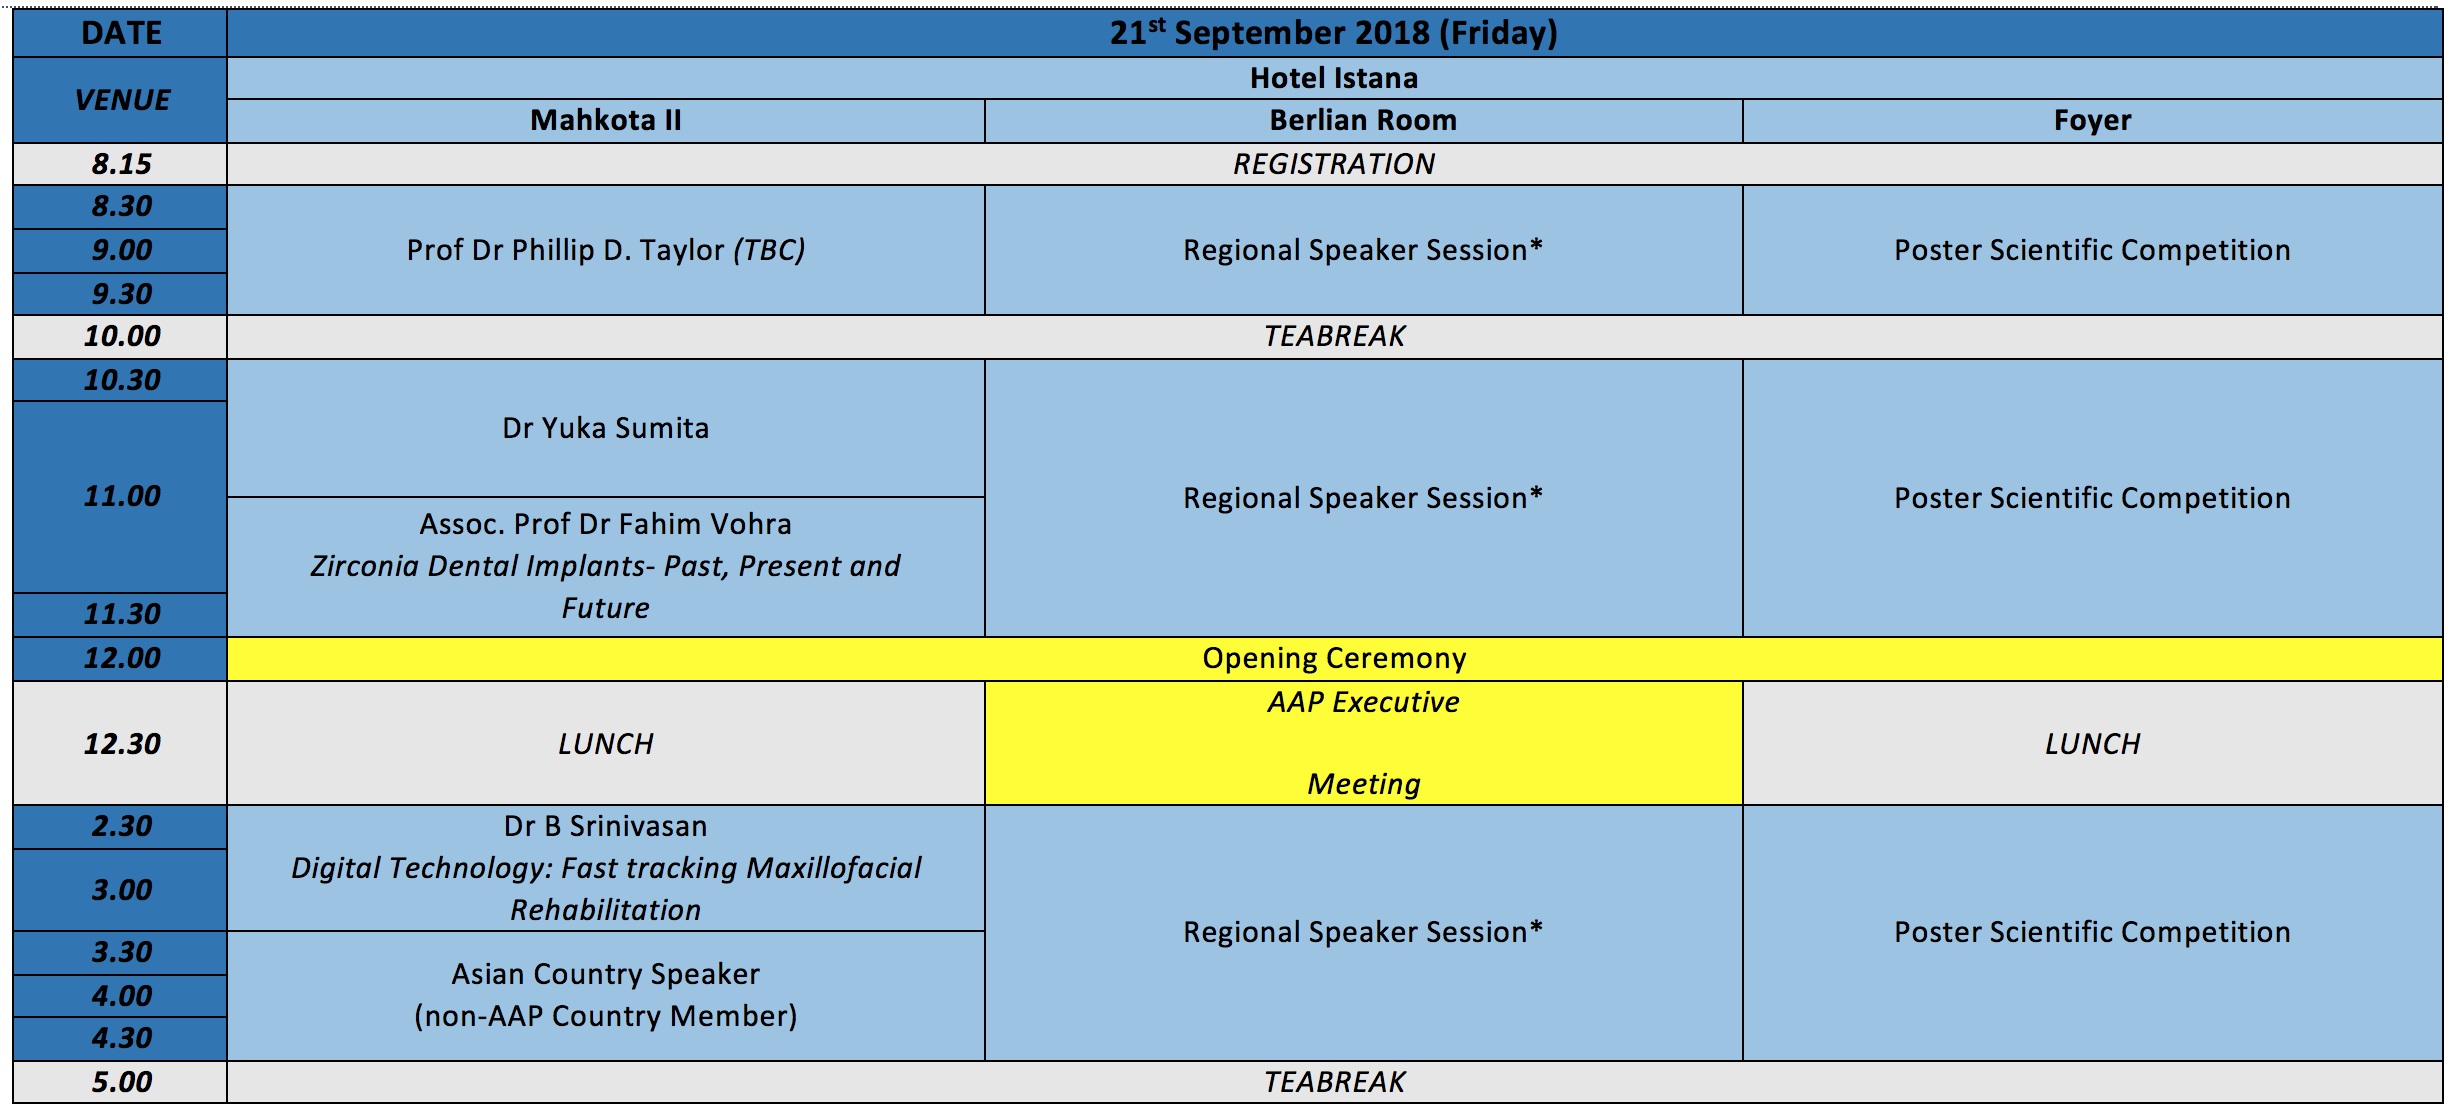 DATE
21st September 2018 (Friday)
VENUE
Hotel Istana
Mahkota II
Berlian Room
Foyer
8.15
REGISTRATION
8.30
9.00
9.30
Prof Dr Phillip D. Taylor (TBC)
Regional Speaker Session*
Poster Scientific Competition
10.00
TEABREAK
10.30
11.00
11.30
Dr Yuka Sumita
Assoc. Prof Dr Fahim Vohra
Zirconia Dental Implants- Past, Present and
Future
Regional Speaker Session*
Poster Scientific Competition
12.00
Opening Ceremony
12.30
LUNCH
AAP Executive
Meeting
LUNCH
2.30
3.00
3.30
4.00
4.30
Dr B Srinivasan
Digital Technology: Fast tracking Maxillofacial
Rehabilitation
Asian Country Speaker
(non-AAP Country Member)
Regional Speaker Session*
Poster Scientific Competition
5.00
TEABREAK